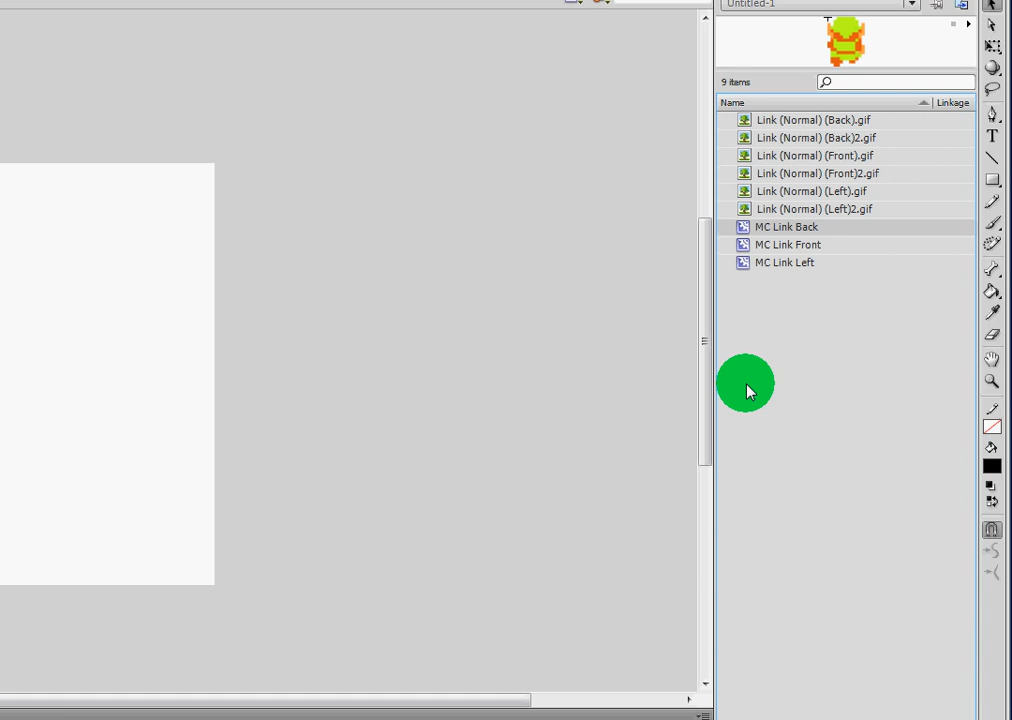 Untitled-1
9 items
Name Linkage
Link (Normal) (Back).gif
Link (Normal) (Back)2.gif
Link (Normal) (Front).gif
Link (Normal) (Front)2.gif
Link (Normal) (Left).gif
Link (Normal) (Left)2.gif
MC Link Back
MC Link Front
MC Link Left
T